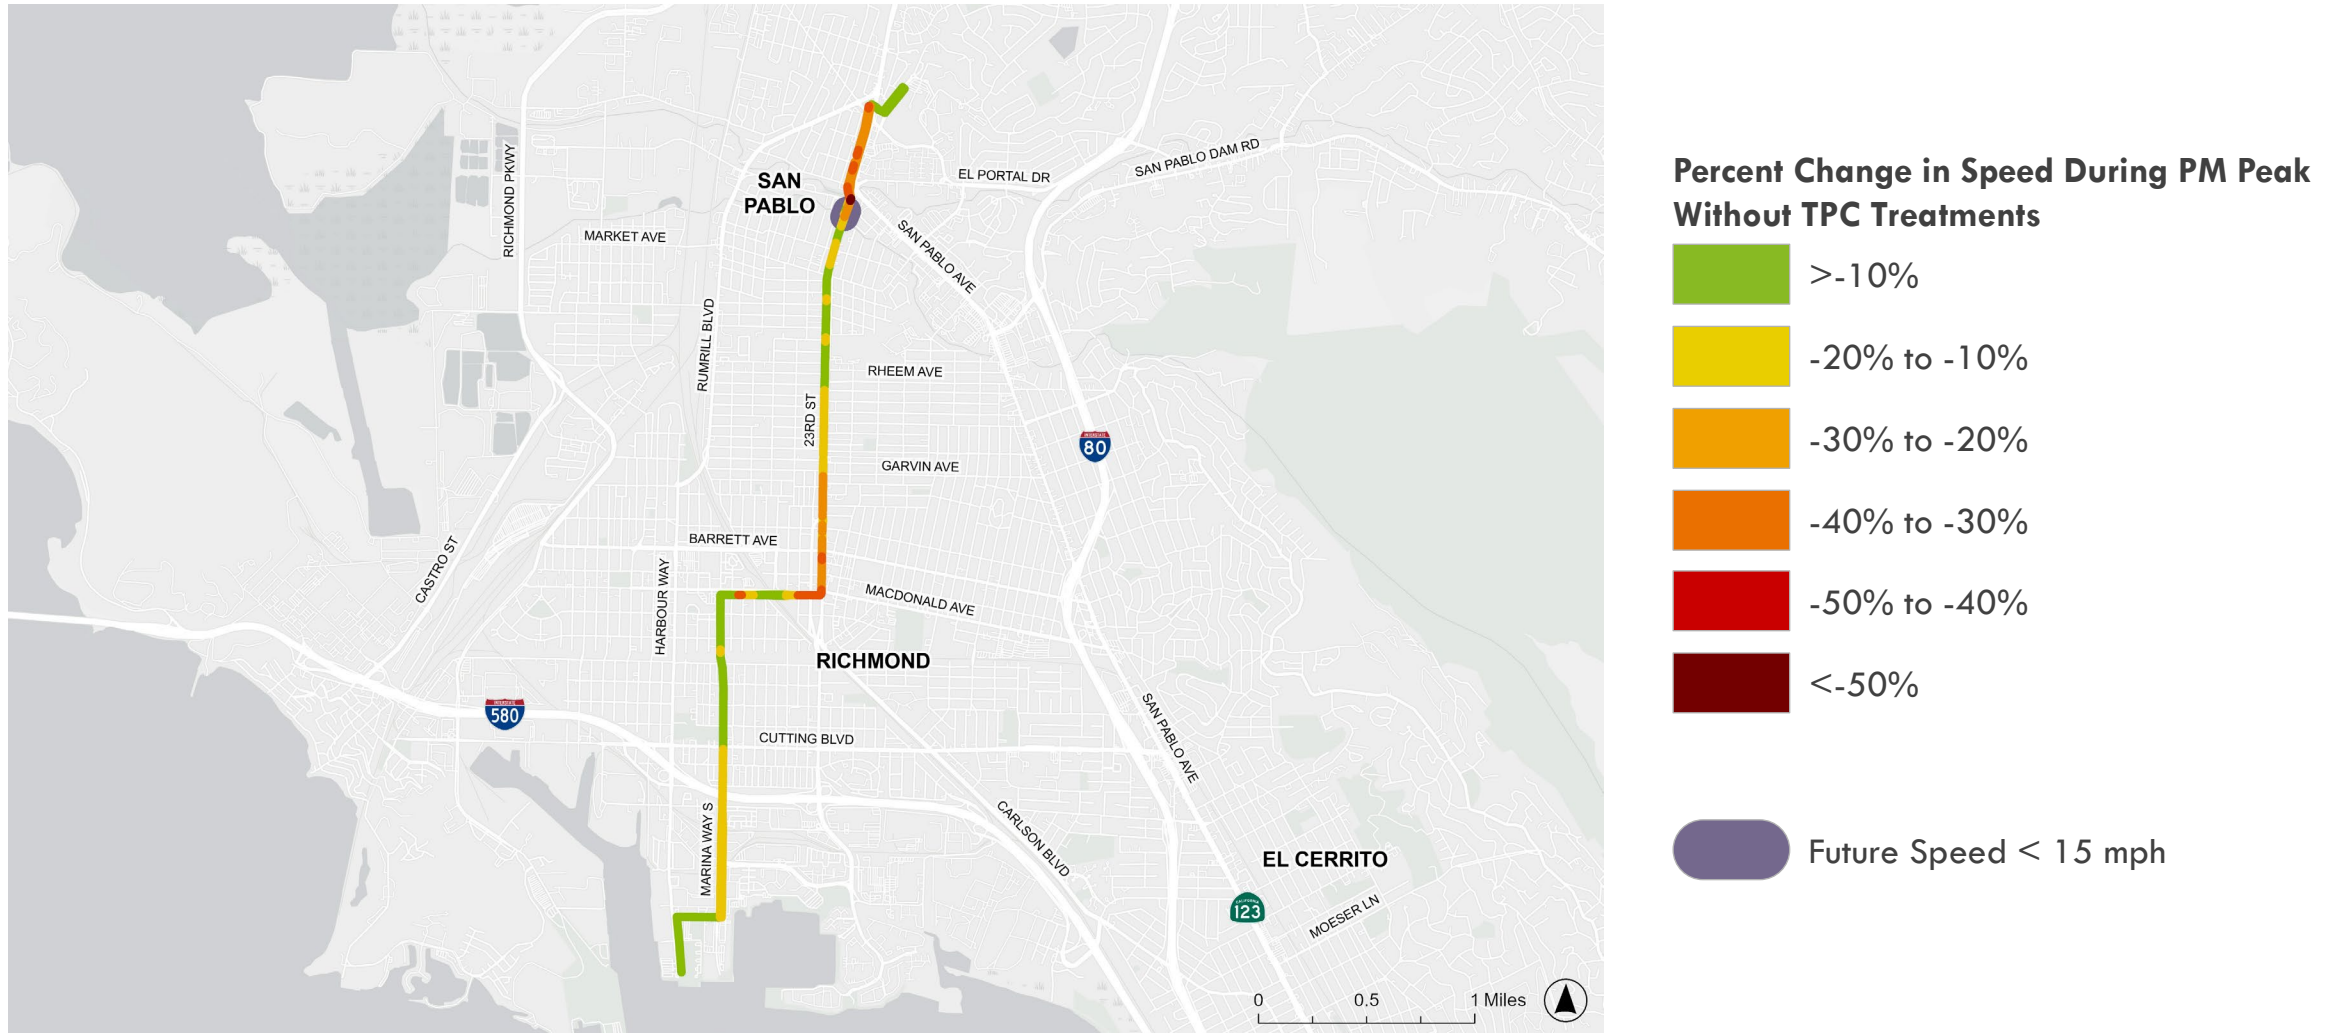 SAN
PABLO
EL PORTAL DR
SAN PABLO DAM RD
RICHMOND PKWY
MARKET AVE
SAN PABLO AVE
RUMRILL BLVD
RHEEM AVE
23RD ST
INTERSTATE
80
GARVIN AVE
BARRETT AVE
CASTRO ST
HARBOUR WAY
MACDONALD AVE
RICHMOND
INTERSTATE
580
SAN PABLO AVE
CUTTING BLVD
MARINA WAY S
CARLSON BLVD
EL CERRITO
CALIFORNIA
123
MOESER LN
0 0.5 1 Miles
Percent Change in Speed During PM Peak
Without TPC Treatments
>-10%
-20% to -10%
-30% to -20%
-40% to -30%
-50% to -40%
<-50%
Future Speed < 15 mph